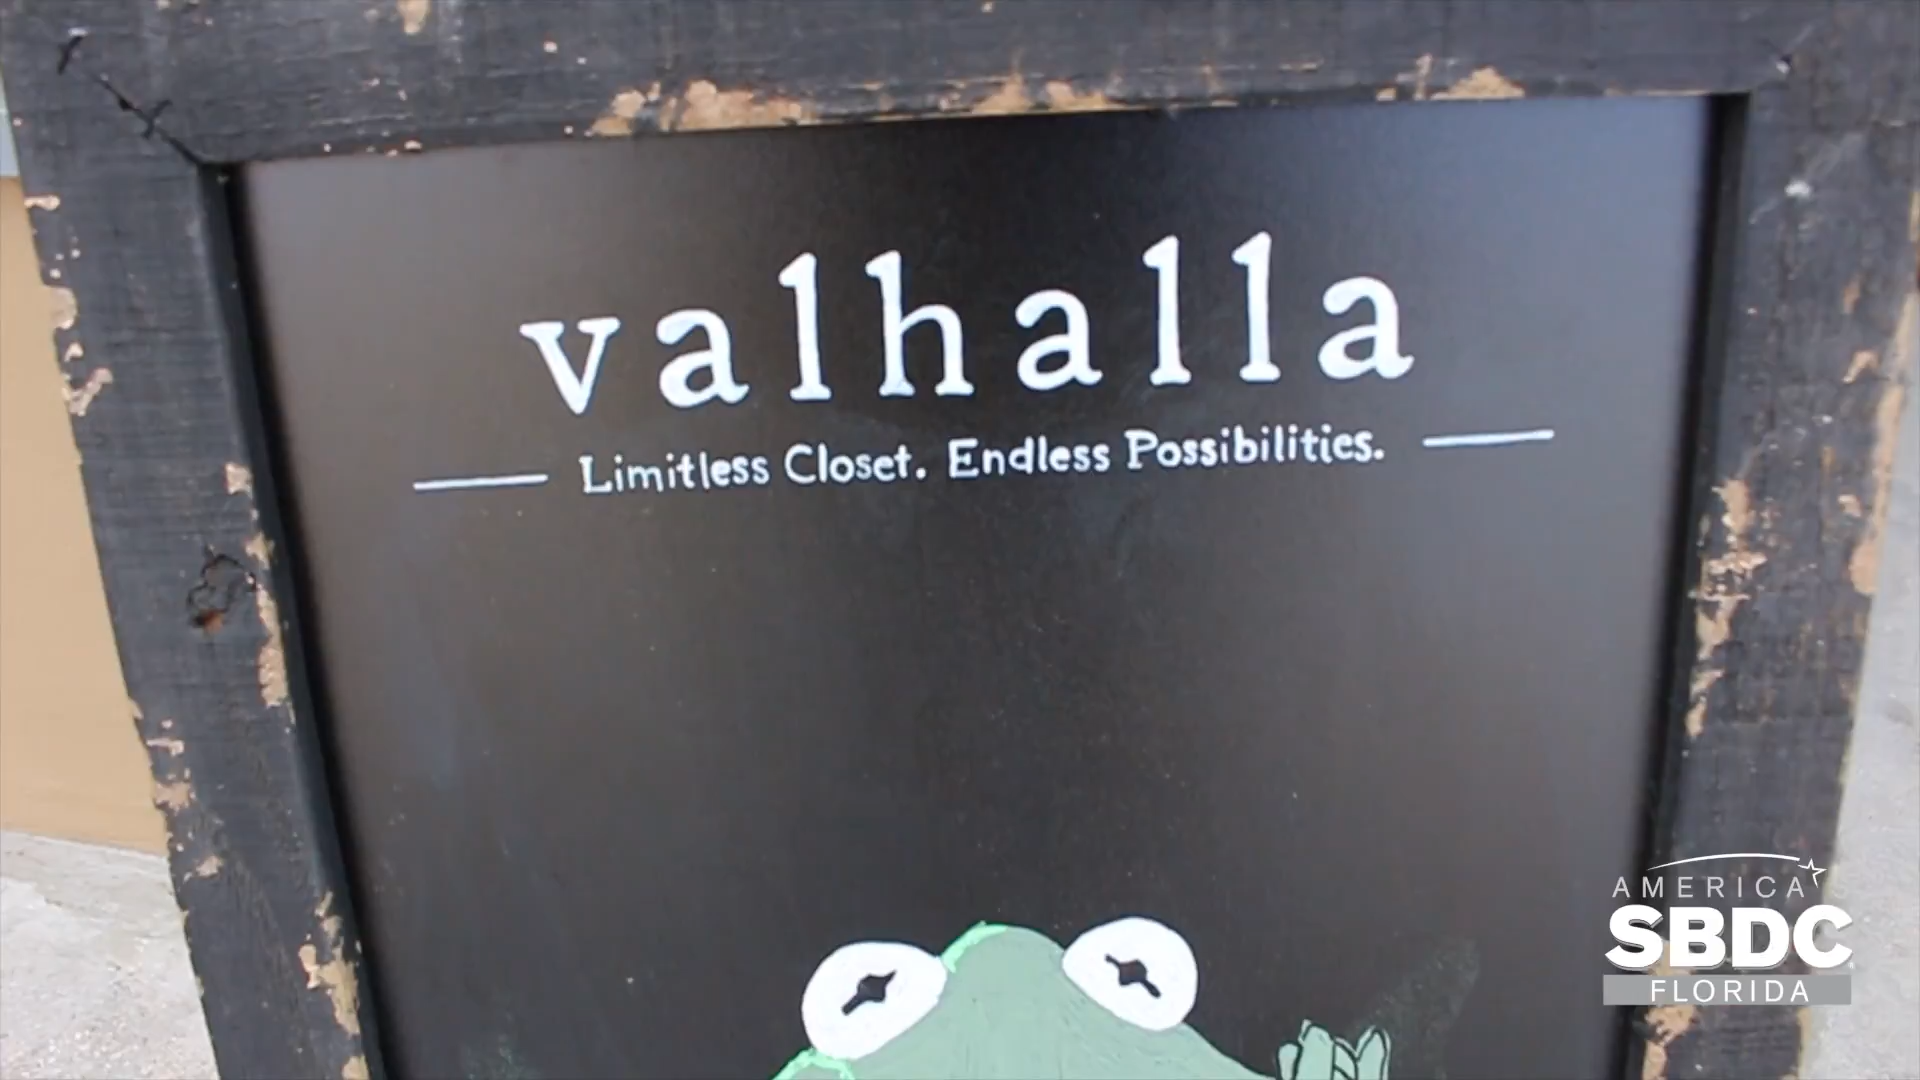 valhalla
Limitless Closet. Endless Possibilities.
AMERICA
SBDC
FLORIDA